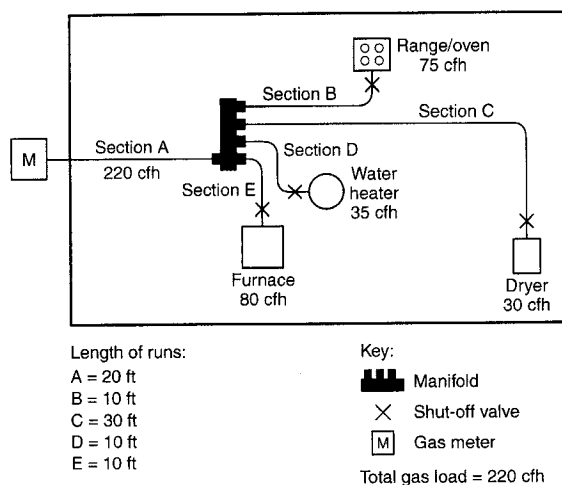 Range/oven
75 cfh
Section B
Section C
Section A
220 cfh
M
Section D
Section E
Water
heater
35 cfh
Furnace
80 cfh
Dryer
30 cfh
Length of runs:
A = 20 ft
B = 10 ft
C = 30 ft
D = 10 ft
E = 10 ft
Key:
Manifold
Shut-off valve
M
Gas meter
Total gas load = 220 cfh